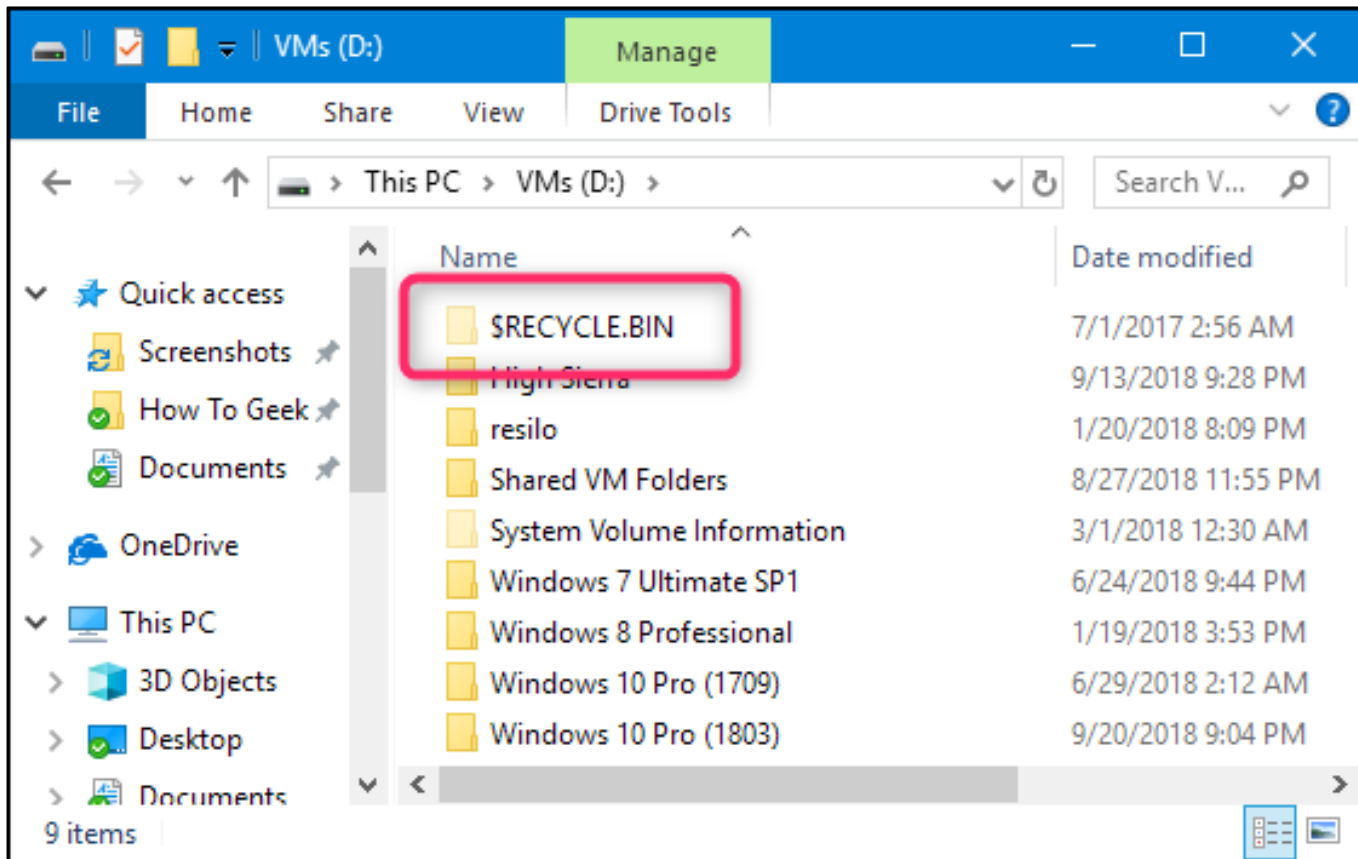 VMs (D:) Manage
File Home Share View Drive Tools
This PC VMs (D:) Search V...
Name Date modified
Quick access
Screenshots
How To Geek
Documents
OneDrive
This PC
3D Objects
Desktop
Documents
$RECYCLE.BIN 7/1/2017 2:56 AM
High Sierra 9/13/2018 9:28 PM
resilo 1/20/2018 8:09 PM
Shared VM Folders 8/27/2018 11:55 PM
System Volume Information 3/1/2018 12:30 AM
Windows 7 Ultimate SP1 6/24/2018 9:44 PM
Windows 8 Professional 1/19/2018 3:53 PM
Windows 10 Pro (1709) 6/29/2018 2:12 AM
Windows 10 Pro (1803) 9/20/2018 9:04 PM
9 items